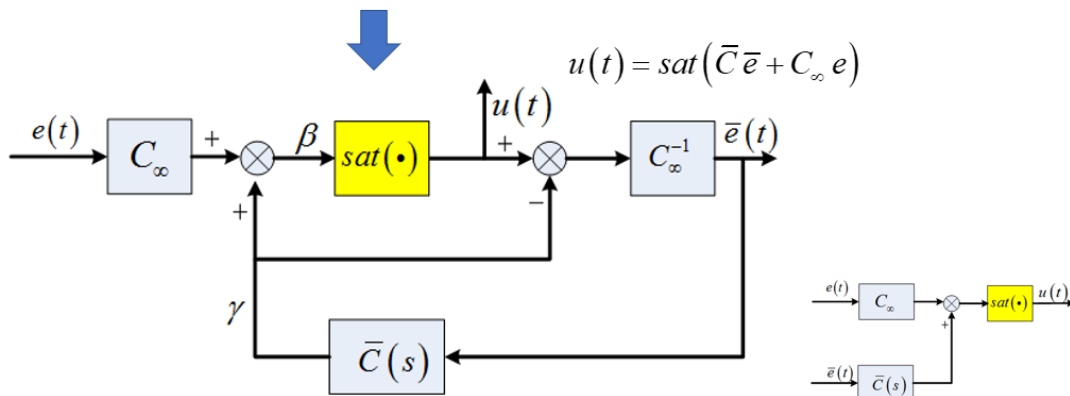 u(t) = sat(C̅ e̅ + C∞ e)
e(t)
C∞
+
β
sat(•)
u(t)
+
C∞⁻¹
e̅(t)
+
−
γ
C̅(s)
e(t)
C∞
sat(•)
u(t)
+
e̅(t)
C̅(s)